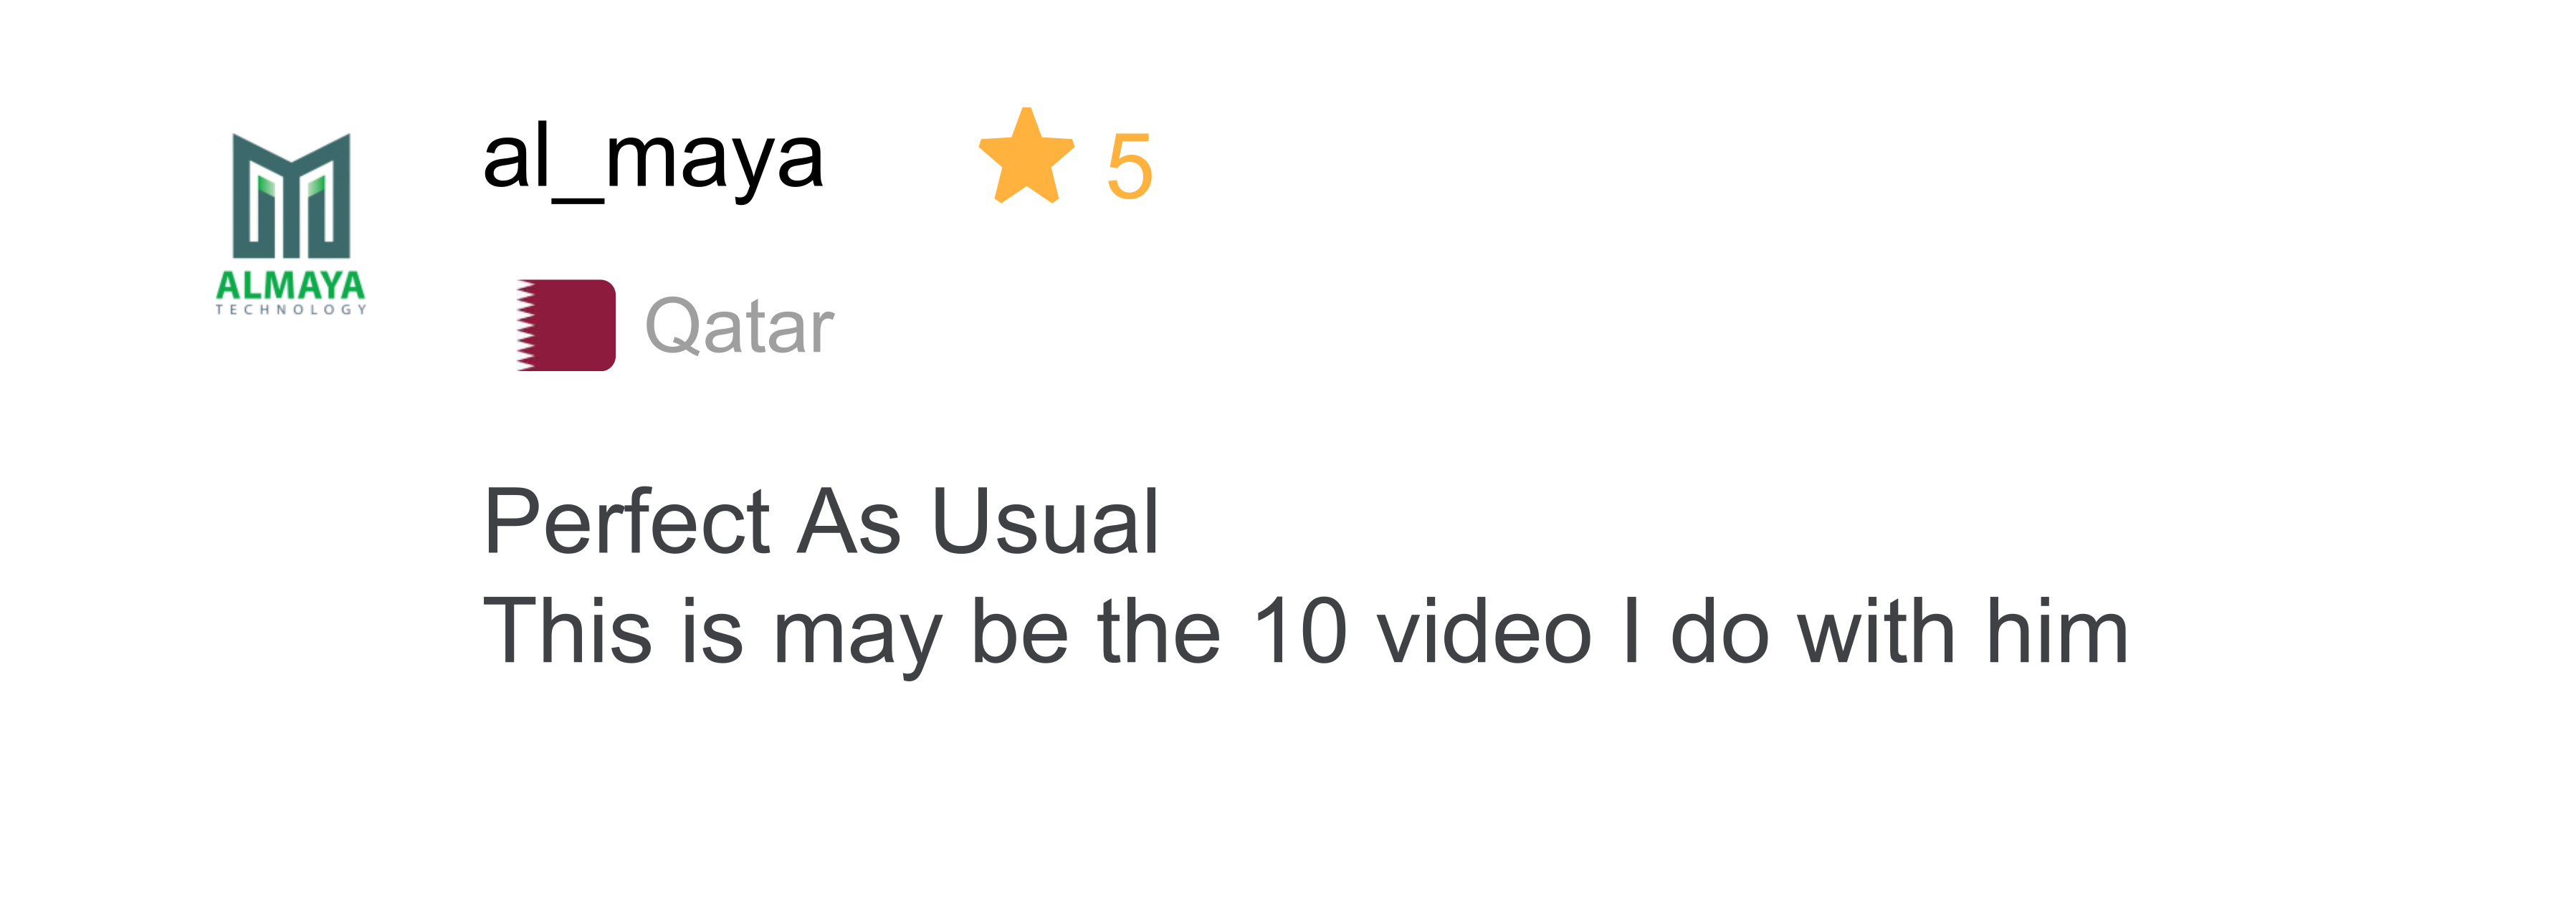 al_maya 5
ALMAYA
TECHNOLOGY
Qatar
Perfect As Usual
This is may be the 10 video I do with him